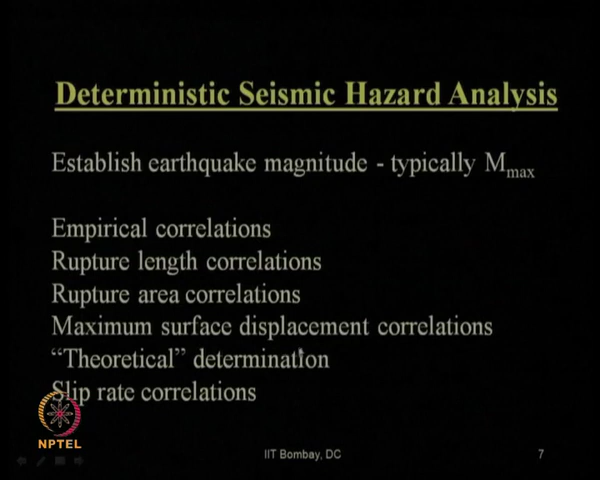 Deterministic Seismic Hazard Analysis
Establish earthquake magnitude - typically Mmax
Empirical correlations
Rupture length correlations
Rupture area correlations
Maximum surface displacement correlations
“Theoretical” determination
Slip rate correlations
NPTEL
IIT Bombay, DC
7